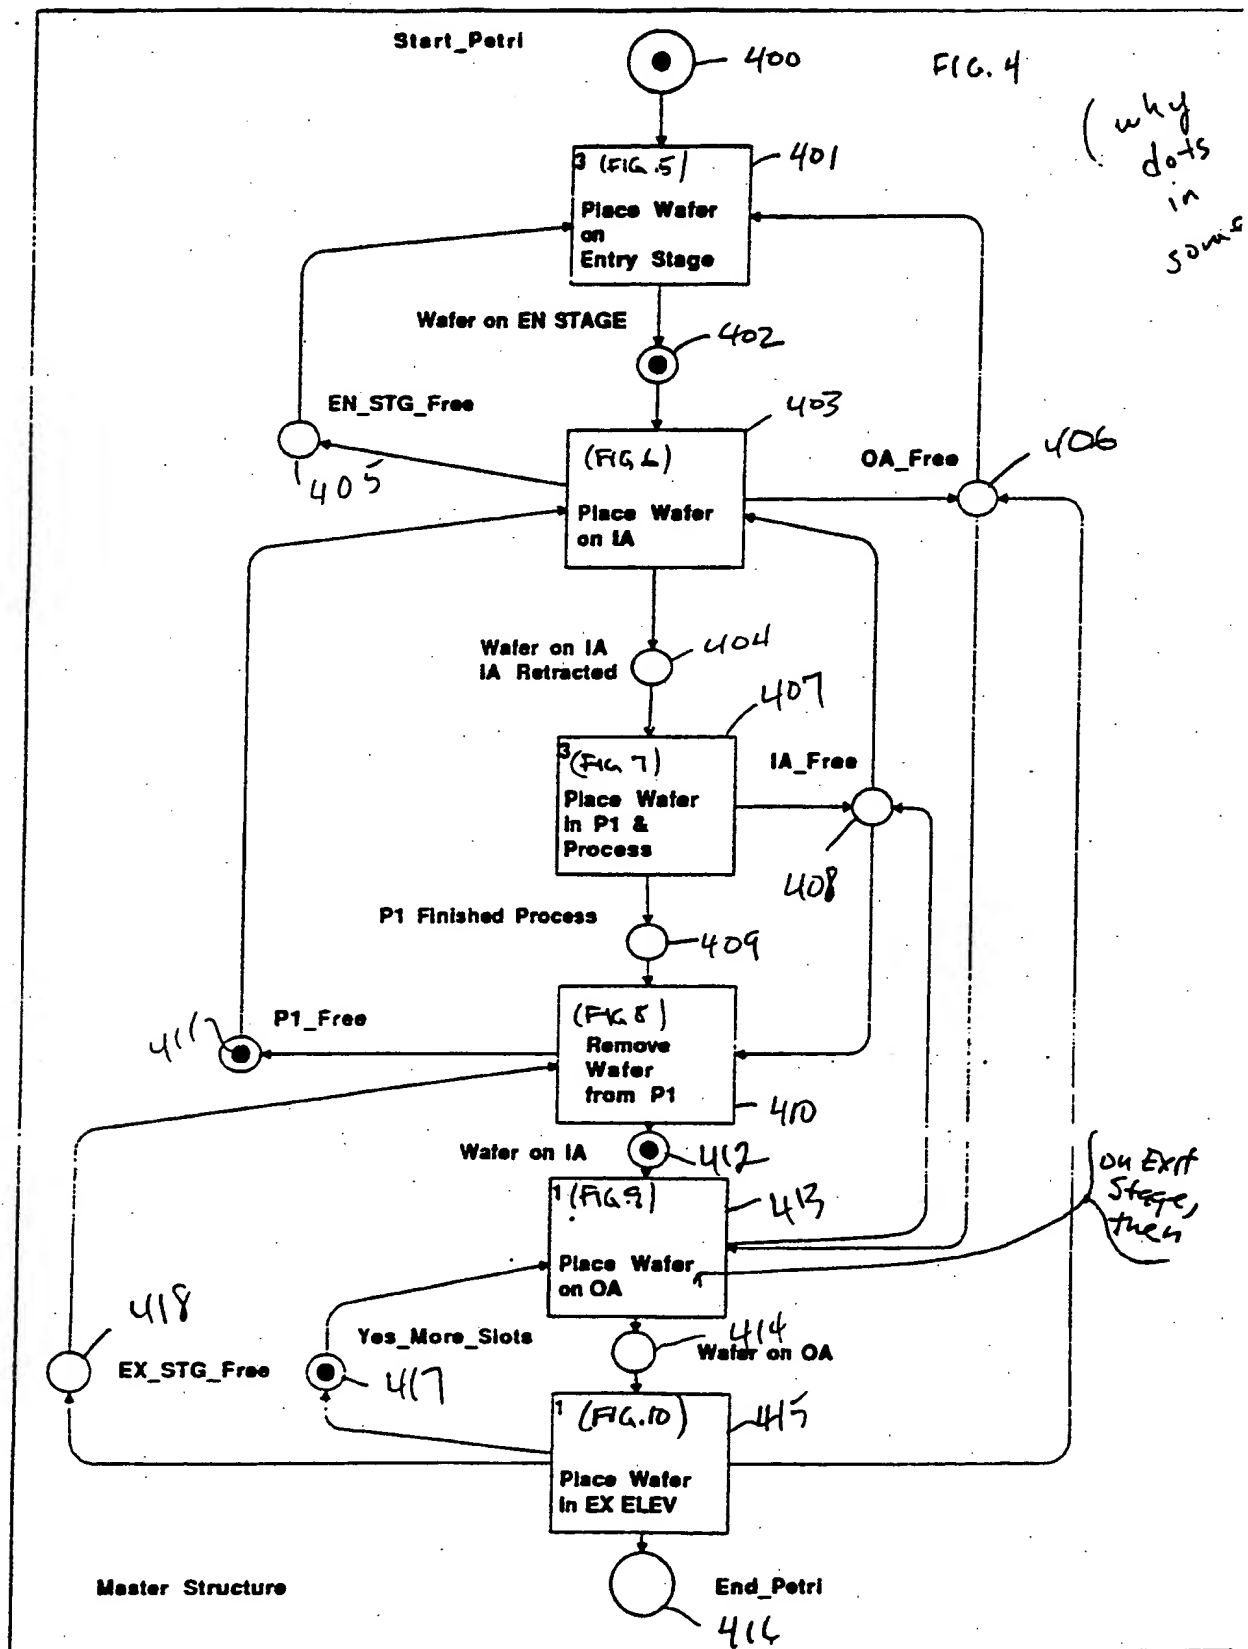 Start_Petri
400
FIG. 4
(why
dots
in
some
3 (FIG.5)
401
Place Wafer
on
Entry Stage
Wafer on EN STAGE
402
EN_STG_Free
403
405
(FIG 6)
OA_Free
406
Place Wafer
on IA
Wafer on IA
IA Retracted
404
407
3 (FIG 7)
IA_Free
Place Wafer
in P1 &
Process
408
P1 Finished Process
409
P1_Free
411
(FIG.8)
Remove
Wafer
from P1
410
Wafer on IA
412
on Exit
Stage,
then
1 (FIG.9)
413
Place Wafer
on OA
418
Yes_More_Slots
414
EX_STG_Free
417
Wafer on OA
1 (FIG.10)
415
Place Wafer
in EX ELEV
Master Structure
End_Petri
416